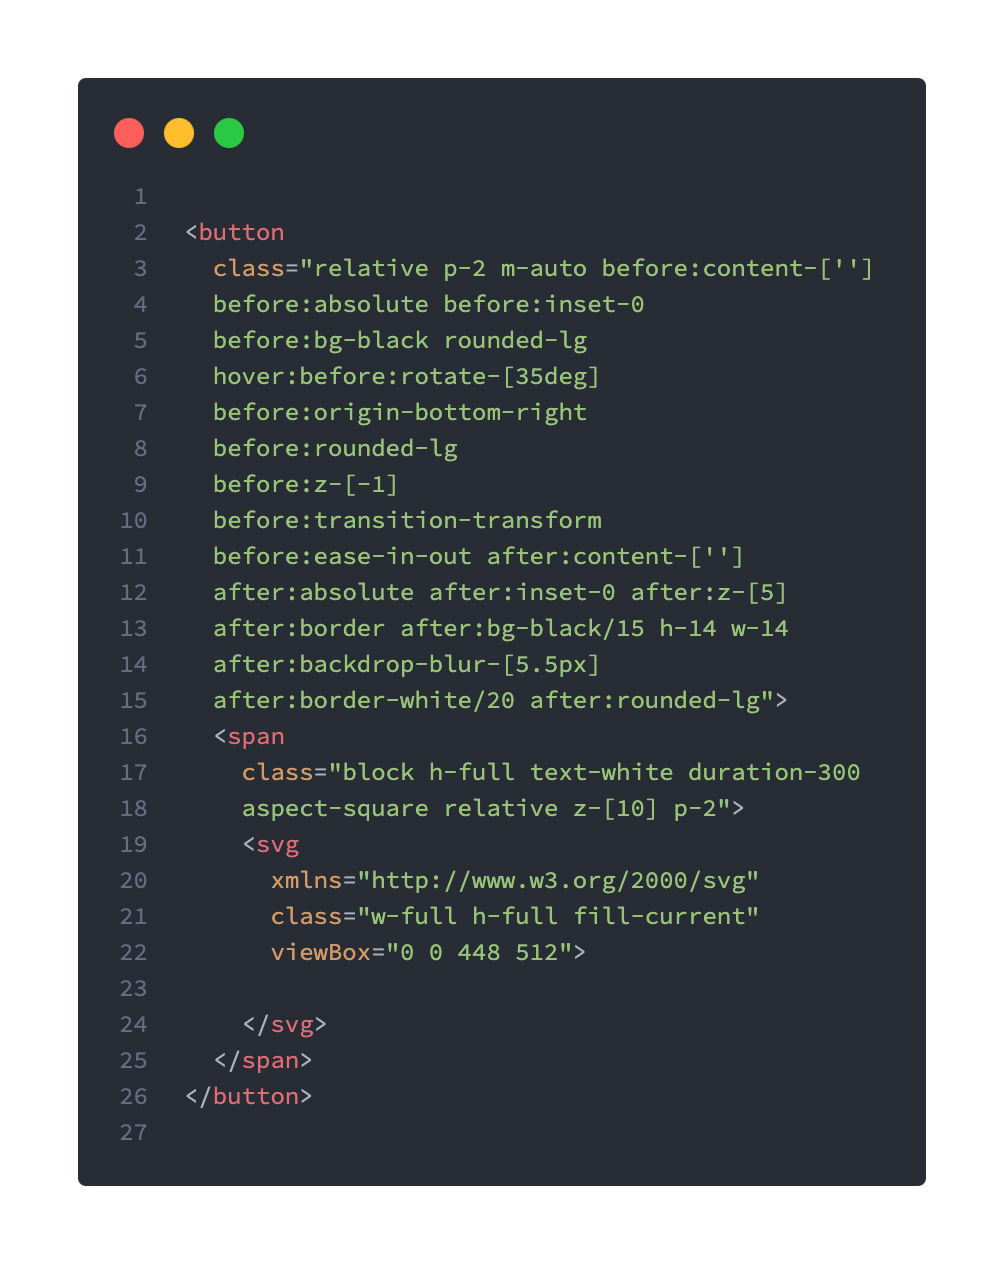 1
2 <button
3 class="relative p-2 m-auto before:content-['']
4 before:absolute before:inset-0
5 before:bg-black rounded-lg
6 hover:before:rotate-[35deg]
7 before:origin-bottom-right
8 before:rounded-lg
9 before:z-[-1]
10 before:transition-transform
11 before:ease-in-out after:content-['']
12 after:absolute after:inset-0 after:z-[5]
13 after:border after:bg-black/15 h-14 w-14
14 after:backdrop-blur-[5.5px]
15 after:border-white/20 after:rounded-lg">
16 <span
17 class="block h-full text-white duration-300
18 aspect-square relative z-[10] p-2">
19 <svg
20 xmlns="http://www.w3.org/2000/svg"
21 class="w-full h-full fill-current"
22 viewBox="0 0 448 512">
23
24 </svg>
25 </span>
26 </button>
27